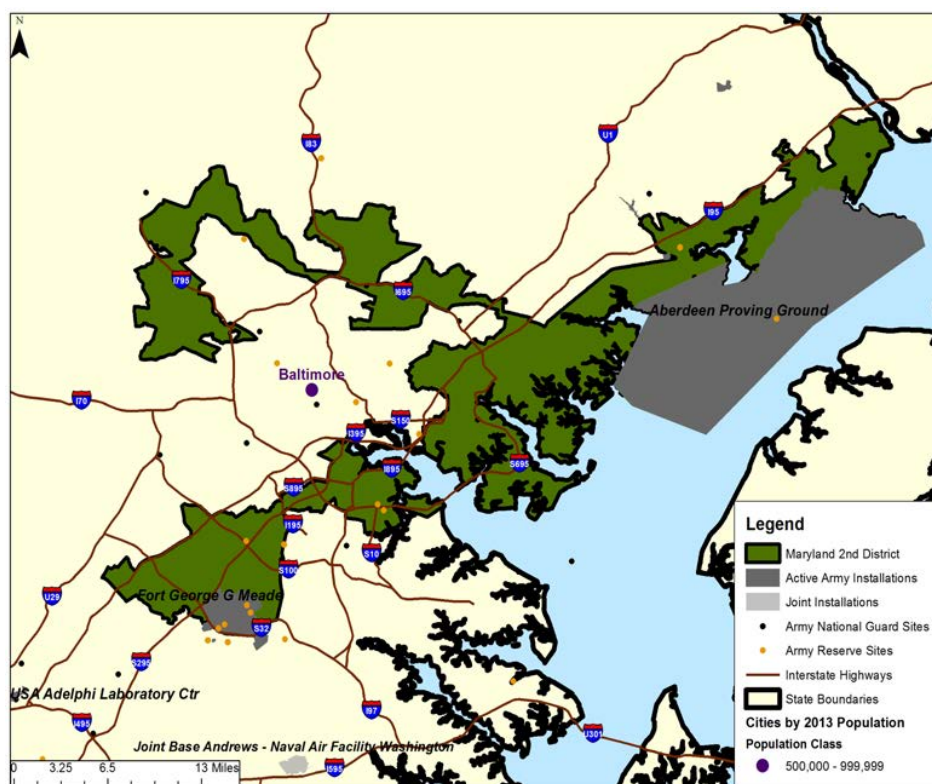 N
I83
U1
I95
I795
I695
Aberdeen Proving Ground
Baltimore
I70
S150
I395
I895
S695
S895
I195
S10
S100
U29
Fort George G Meade
S32
S295
USA Adelphi Laboratory Ctr
I495
I97
U301
Joint Base Andrews - Naval Air Facility Washington
I595
0 3.25 6.5 13 Miles
Legend
Maryland 2nd District
Active Army Installations
Joint Installations
Army National Guard Sites
Army Reserve Sites
Interstate Highways
State Boundaries
Cities by 2013 Population
Population Class
500,000 - 999,999